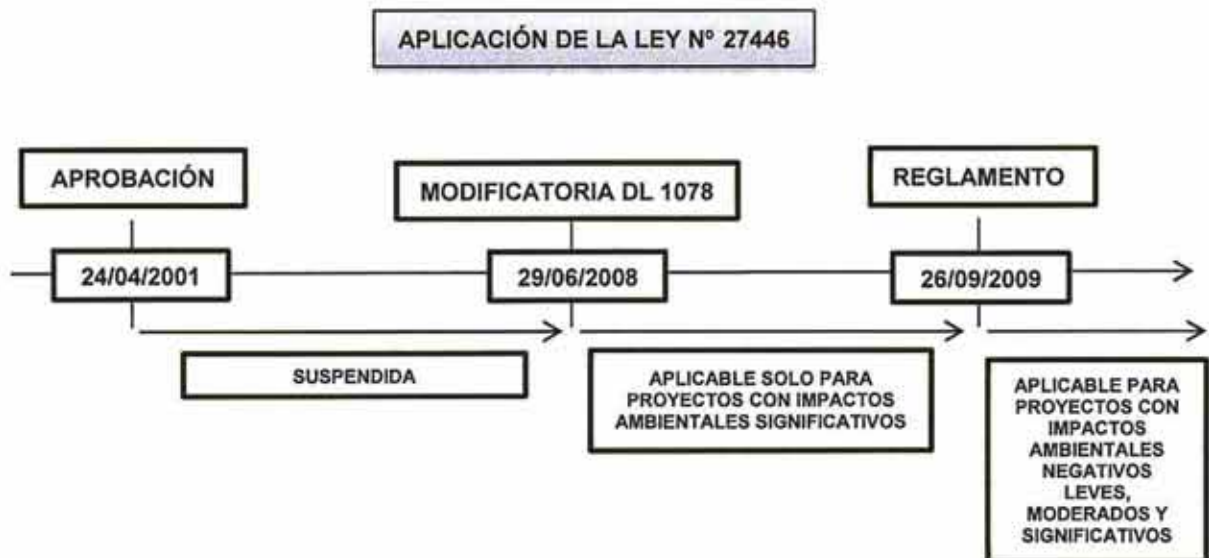 APLICACIÓN DE LA LEY Nº 27446
APROBACIÓN
MODIFICATORIA DL 1078
REGLAMENTO
24/04/2001
29/06/2008
26/09/2009
SUSPENDIDA
APLICABLE SOLO PARA
PROYECTOS CON IMPACTOS
AMBIENTALES SIGNIFICATIVOS
APLICABLE PARA
PROYECTOS CON
IMPACTOS
AMBIENTALES
NEGATIVOS
LEVES,
MODERADOS Y
SIGNIFICATIVOS